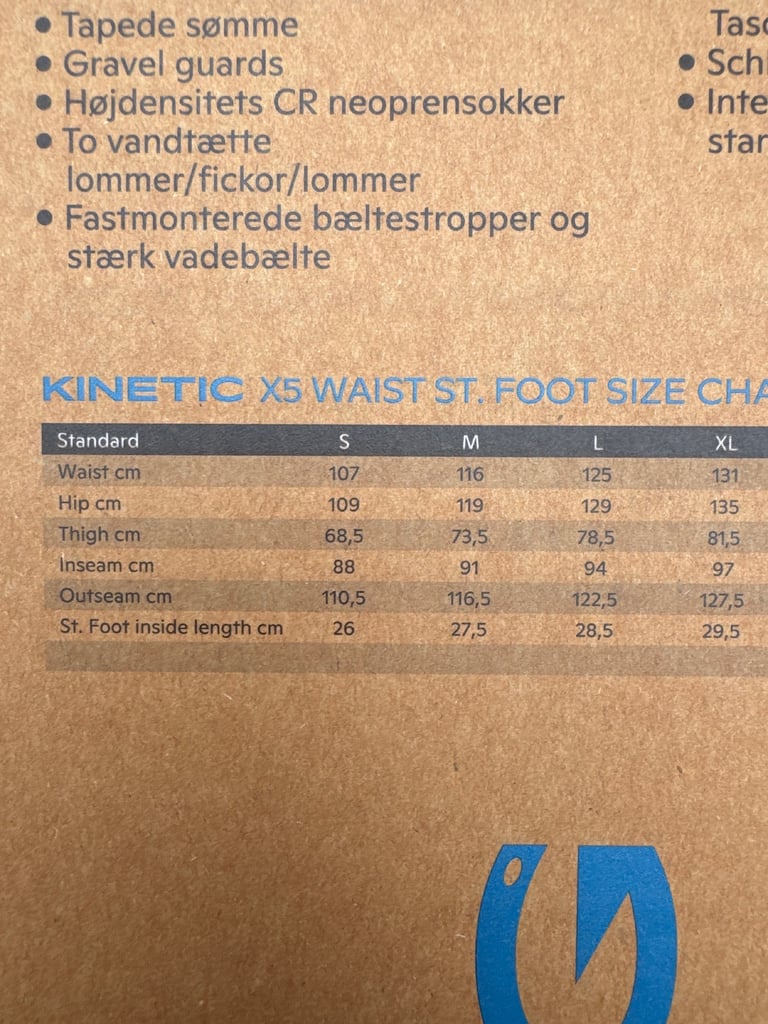 • Tapede sømme
• Gravel guards
• Højdensitets CR neoprensokker
• To vandtætte
lommer/fickor/lommer
• Fastmonterede bæltestropper og
stærk vadebælte
KINETIC X5 WAIST ST. FOOT SIZE
Standard S M L XL
Waist cm 107 116 125 131
Hip cm 109 119 129 135
Thigh cm 68,5 73,5 78,5 81,5
Inseam cm 88 91 94 97
Outseam cm 110,5 116,5 122,5 127,5
St. Foot inside length cm 26 27,5 28,5 29,5